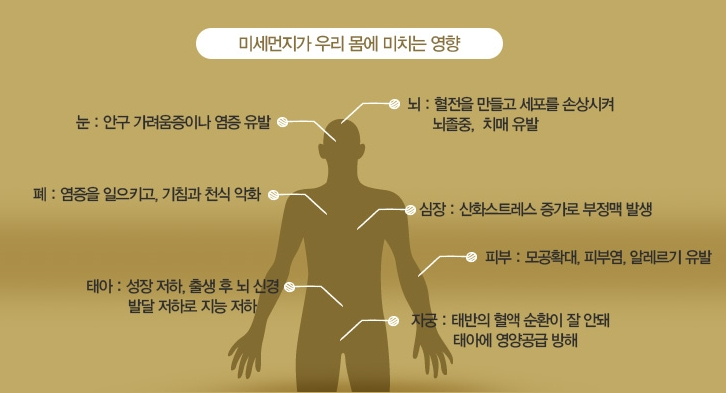 미세먼지가 우리 몸에 미치는 영향
뇌 : 혈전을 만들고 세포를 손상시켜
뇌졸중, 치매 유발
눈 : 안구 가려움증이나 염증 유발
폐 : 염증을 일으키고, 기침과 천식 악화
심장 : 산화스트레스 증가로 부정맥 발생
피부 : 모공확대, 피부염, 알레르기 유발
태아 : 성장 저하, 출생 후 뇌 신경
발달 저하로 지능 저하
자궁 : 태반의 혈액 순환이 잘 안돼
태아에 영양공급 방해